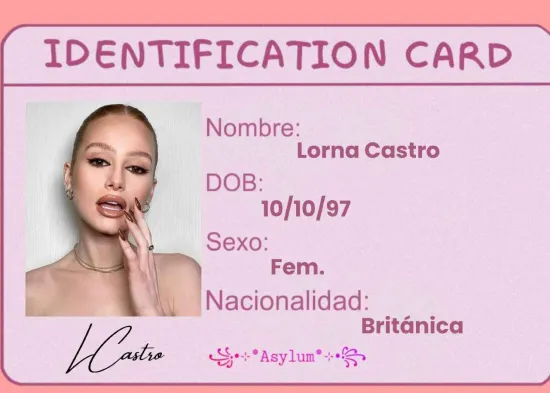 IDENTIFICATION CARD
Nombre:
Lorna Castro
DOB:
10/10/97
Sexo:
Fem.
Nacionalidad:
Británica
LCastro
꧁•⊹٭Asylum٭⊹•꧂